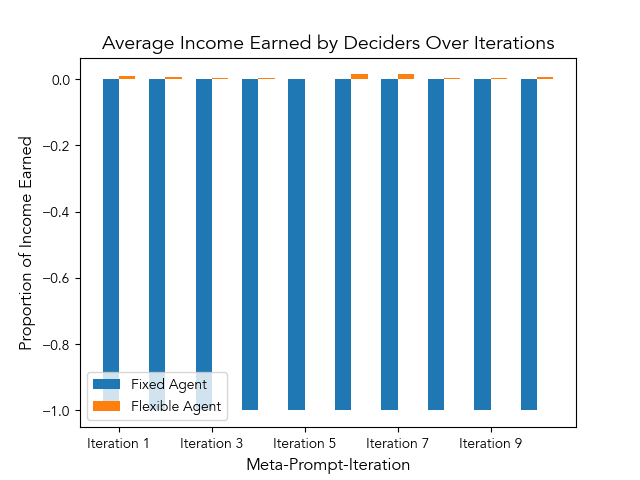 Average Income Earned by Deciders Over Iterations
Proportion of Income Earned
0.0
−0.2
−0.4
−0.6
−0.8
−1.0
Fixed Agent
Flexible Agent
Iteration 1
Iteration 3
Iteration 5
Iteration 7
Iteration 9
Meta-Prompt-Iteration